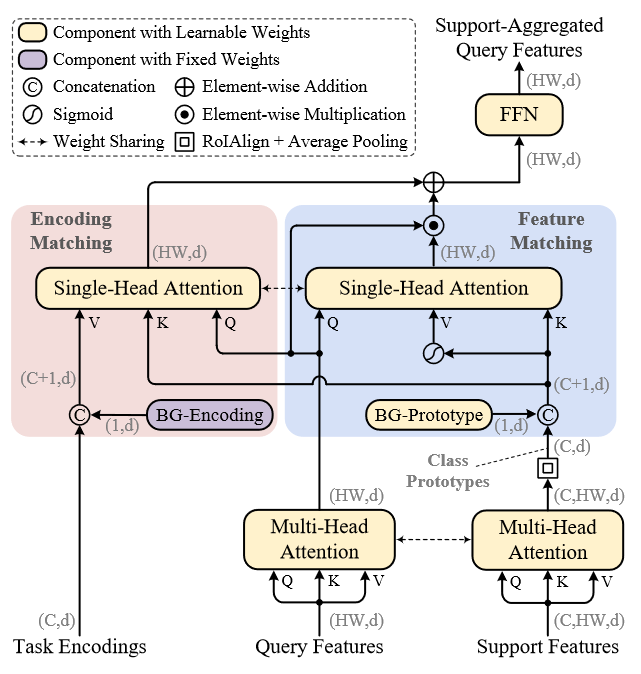 Component with Learnable Weights
Component with Fixed Weights
C Concatenation
Element-wise Addition
Sigmoid
Element-wise Multiplication
Weight Sharing
RoIAlign + Average Pooling
Support-Aggregated
Query Features
(HW,d)
FFN
(HW,d)
Encoding
Matching
Feature
Matching
(HW,d)
(HW,d)
Single-Head Attention
Single-Head Attention
V
K
Q
Q
V
K
(C+1,d)
(C+1,d)
C
BG-Encoding
(1,d)
BG-Prototype
(1,d)
C
(C,d)
Class
Prototypes
(HW,d)
(C,HW,d)
Multi-Head
Attention
Multi-Head
Attention
Q
K
V
Q
K
V
(C,d)
(HW,d)
(C,HW,d)
Task Encodings
Query Features
Support Features